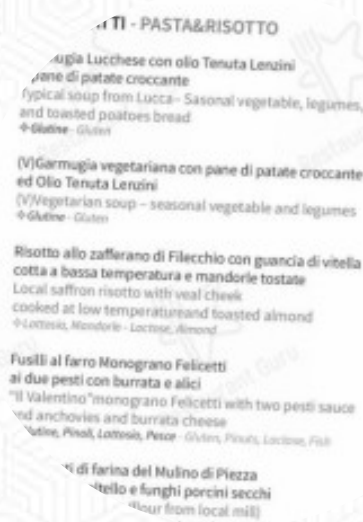 TI - PASTA&RISOTTO
Lucchese con olio Tenuta Lenzini
di patate croccante
Typical soup from Lucca- Sasonal vegetable, legumes,
and toasted poatoes bread
Glutine - Gluten
(V)Garmugia vegetariana con pane di patate croccante
ed Olio Tenuta Lenzini
(V)Vegetarian soup – seasonal vegetable and legumes
Glutine - Gluten
Risotto allo zafferano di Filecchio con guancia di vitella
cotta a bassa temperatura e mandorle tostate
Local saffron risotto with veal cheek
cooked at low temperatureand toasted almond
Lattosio, Mandorle - Lactose, Almond
Fusilli al farro Monograno Felicetti
ai due pesti con burrata e alici
"Il Valentino"monograno Felicetti with two pesti sauce
and anchovies and burrata cheese
Pinoli, Lattosio, Pesce - Gluten, Pinuts, Lactose, Fish
di farina del Mulino di Piezza
e funghi porcini secchi
from local mill)